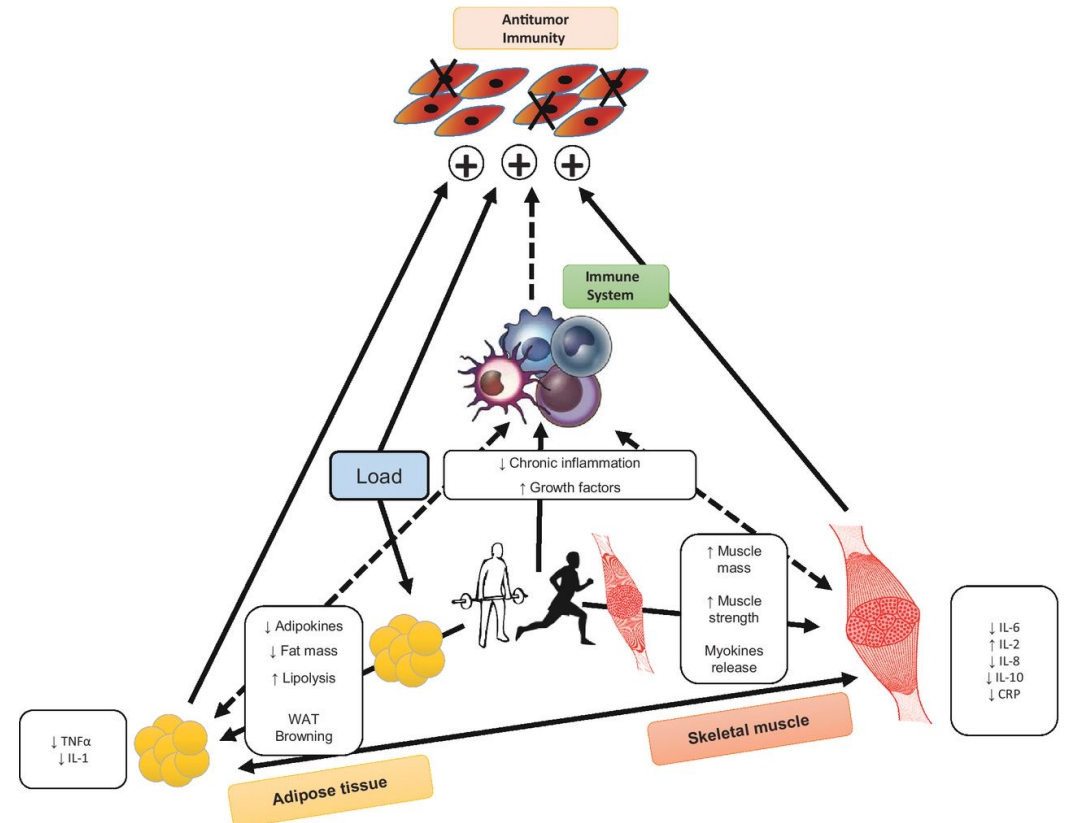 Antitumor
Immunity
+ + +
Immune
System
Load
↓ Chronic inflammation
↑ Growth factors
↑ Muscle
mass
↑ Muscle
strength
Myokines
release
↓ Adipokines
↓ Fat mass
↑ Lipolysis
WAT
Browning
↓ IL-6
↑ IL-2
↓ IL-8
↓ IL-10
↓ CRP
↓ TNFα
↓ IL-1
Skeletal muscle
Adipose tissue